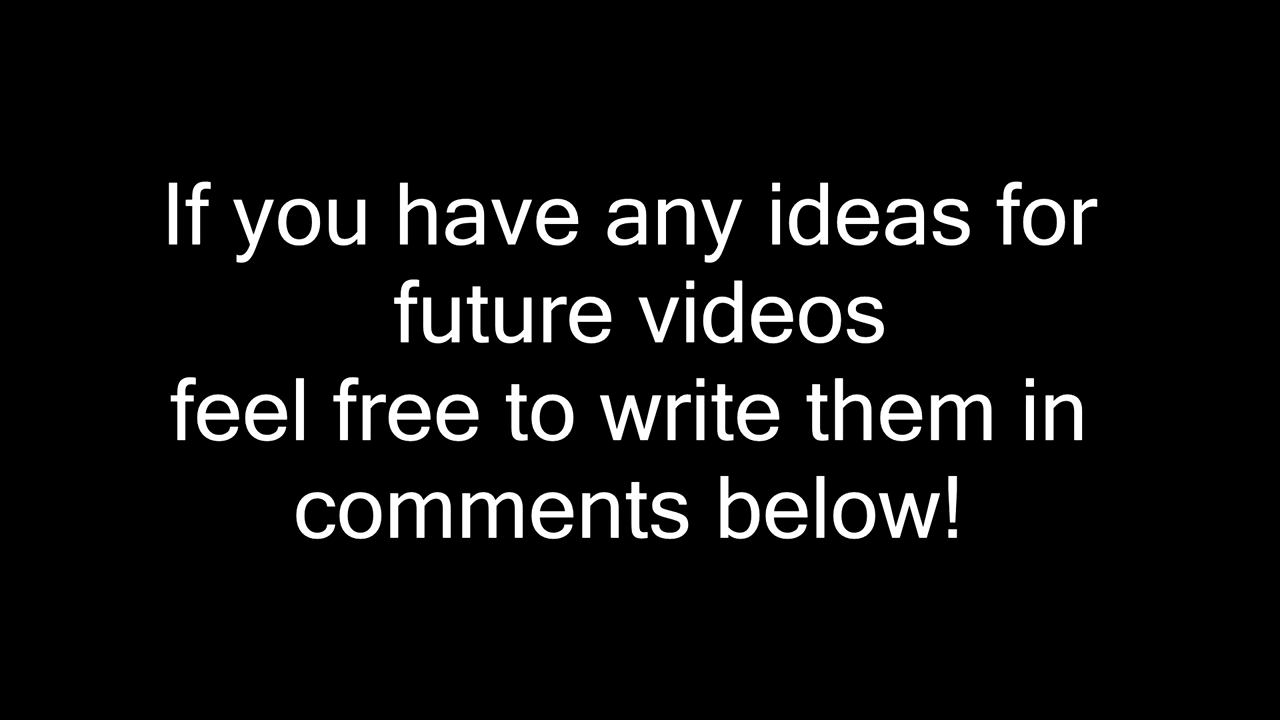 If you have any ideas for
future videos
feel free to write them in
comments below!